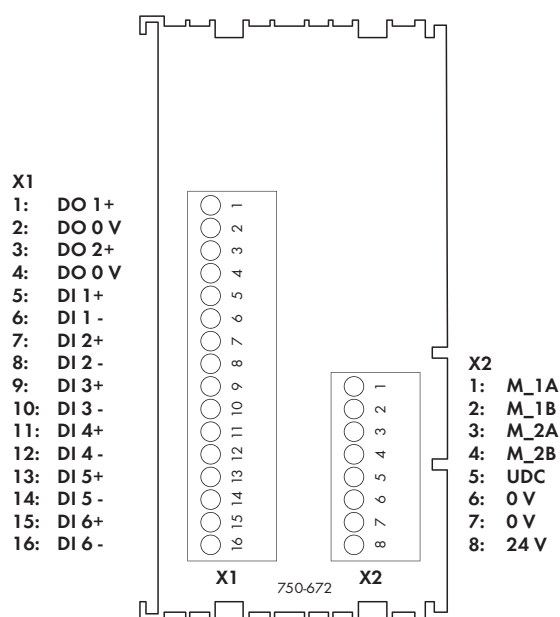 X1
1: DO 1+
2: DO 0 V
3: DO 2+
4: DO 0 V
5: DI 1+
6: DI 1 -
7: DI 2+
8: DI 2 -
9: DI 3+
10: DI 3 -
11: DI 4+
12: DI 4 -
13: DI 5+
14: DI 5 -
15: DI 6+
16: DI 6 -
1
2
3
4
5
6
7
8
9
10
11
12
13
14
15
16
X1
1
2
3
4
5
6
7
8
X2
750-672
X2
1: M_1A
2: M_1B
3: M_2A
4: M_2B
5: UDC
6: 0 V
7: 0 V
8: 24 V